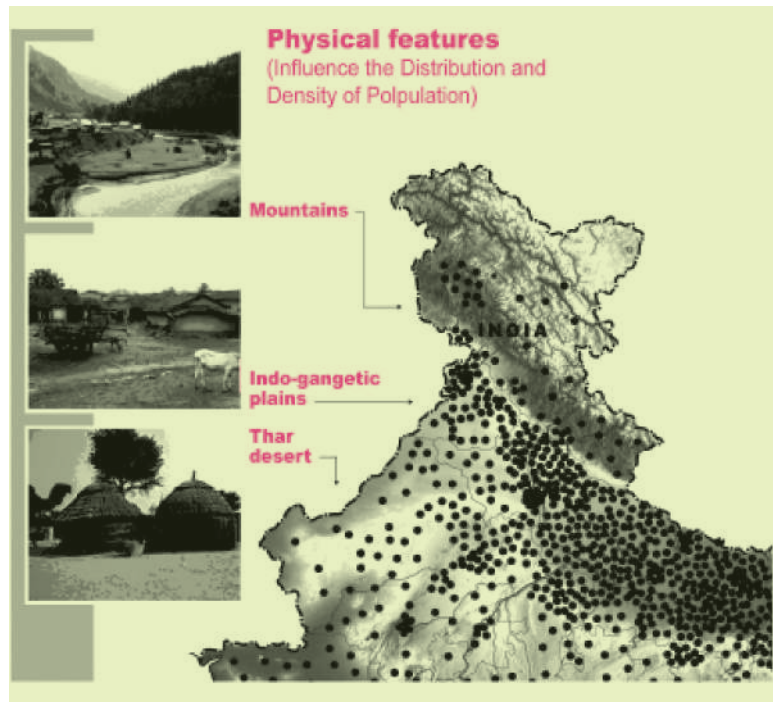 Physical features
(Influence the Distribution and
Density of Polpulation)
Mountains
INDIA
Indo-gangetic
plains
Thar
desert